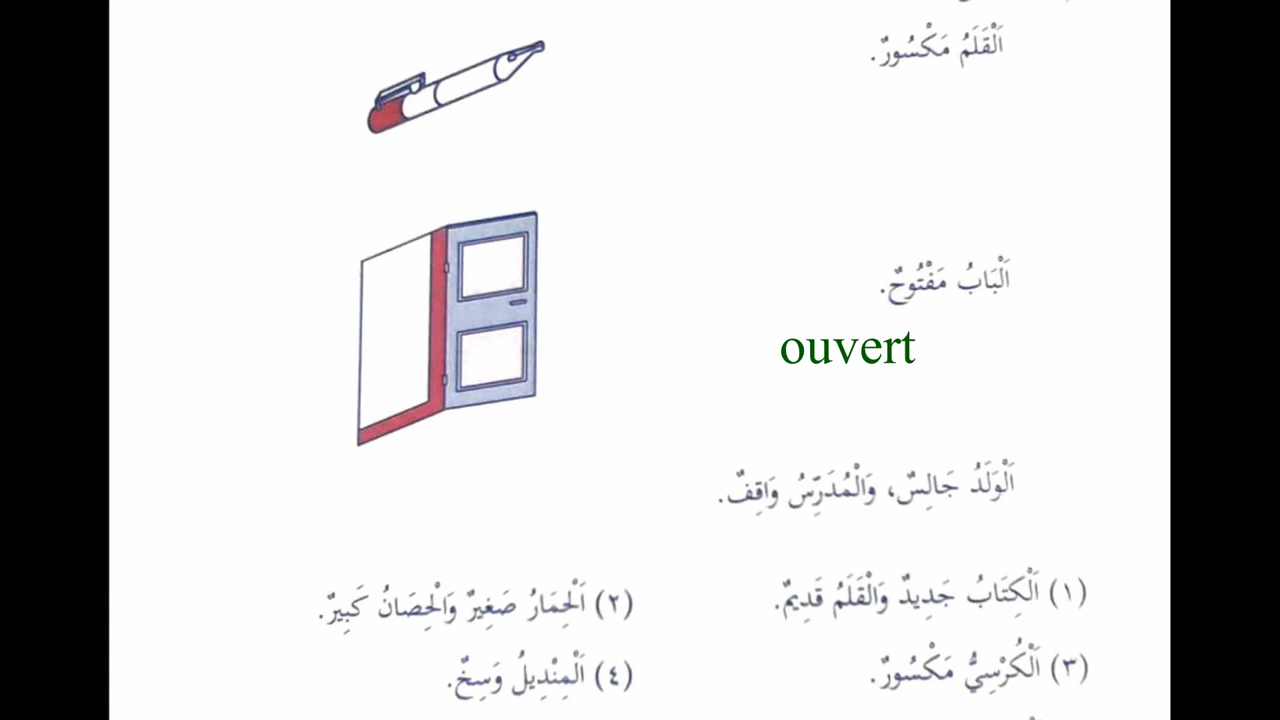 اَلْقَلَمُ مَكْسُورٌ.
اَلْبَابُ مَفْتُوحٌ.
ouvert
اَلْوَلَدُ جَالِسٌ، وَالْمُدَرِّسُ وَاقِفٌ.
(١) اَلْكِتَابُ جَدِيدٌ وَالْقَلَمُ قَدِيمٌ.
(٢) اَلْحِمَارُ صَغِيرٌ وَالْحِصَانُ كَبِيرٌ.
(٣) اَلْكُرْسِيُّ مَكْسُورٌ.
(٤) اَلْمِنْدِيلُ وَسِخٌ.